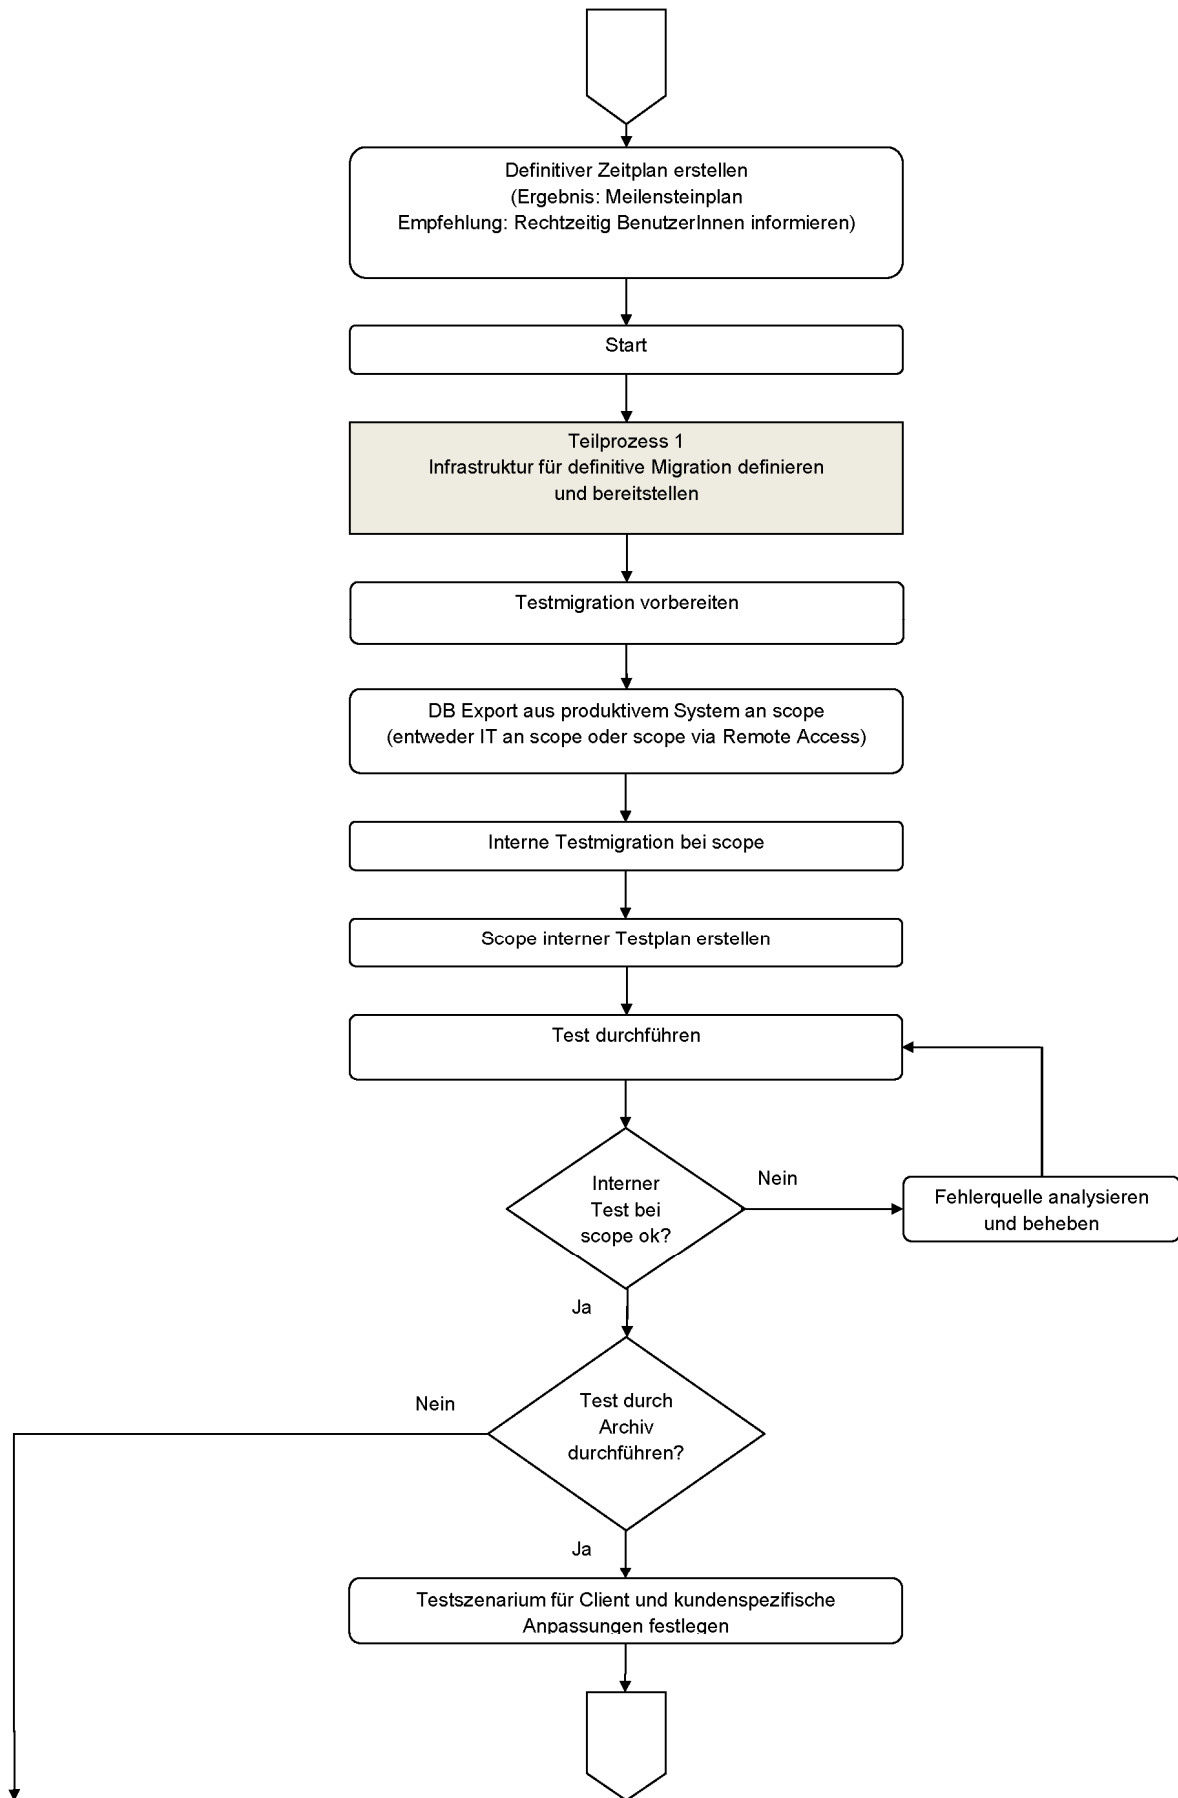 Definitiver Zeitplan erstellen
(Ergebnis: Meilensteinplan
Empfehlung: Rechtzeitig BenutzerInnen informieren)
Start
Teilprozess 1
Infrastruktur für definitive Migration definieren
und bereitstellen
Testmigration vorbereiten
DB Export aus produktivem System an scope
(entweder IT an scope oder scope via Remote Access)
Interne Testmigration bei scope
Scope interner Testplan erstellen
Test durchführen
Interner
Test bei
scope ok?
Nein
Fehlerquelle analysieren
und beheben
Ja
Nein
Test durch
Archiv
durchführen?
Ja
Testszenarium für Client und kundenspezifische
Anpassungen festlegen